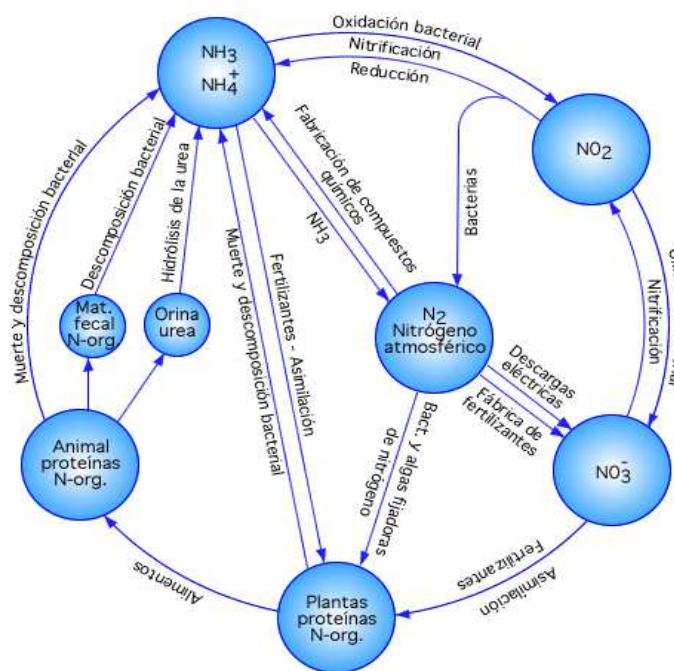 Oxidación bacterial
Nitrificación
Reducción
NH3
NH4+
NO2
Bacterias
Fabricación de compuestos
químicos
NH3
Muerte y descomposición bacterial
Descomposición bacterial
Hidrólisis de la urea
Mat.
fecal
N-org.
Orina
urea
Fertilizantes - Asimilación
Muerte y descomposición bacterial
N2
Nitrógeno
atmosférico
Nitrificación
Descargas
eléctricas
Fábrica de
fertilizantes
Bact. y algas fijadoras
de nitrógeno
Animal
proteínas
N-org.
NO3-
Alimentos
Plantas
proteínas
N-org.
Fertilizantes
Asimilación